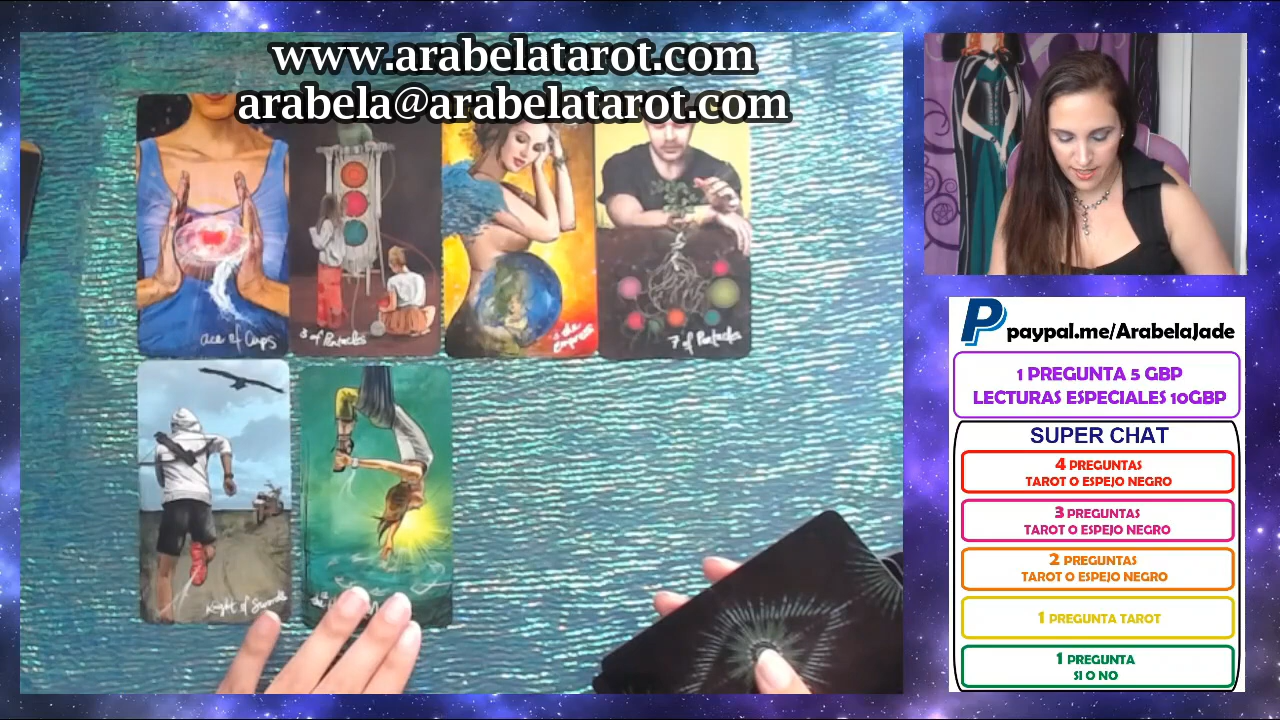 www.arabelatarot.com
arabela@arabelatarot.com
ace of Cups
3 of Pentacles
3 the
Empress
7 of Pentacles
Knight of Swords
the
paypal.me/ArabelaJade
1 PREGUNTA 5 GBP
LECTURAS ESPECIALES 10GBP
SUPER CHAT
4 PREGUNTAS
TAROT O ESPEJO NEGRO
3 PREGUNTAS
TAROT O ESPEJO NEGRO
2 PREGUNTAS
TAROT O ESPEJO NEGRO
1 PREGUNTA TAROT
1 PREGUNTA
SI O NO